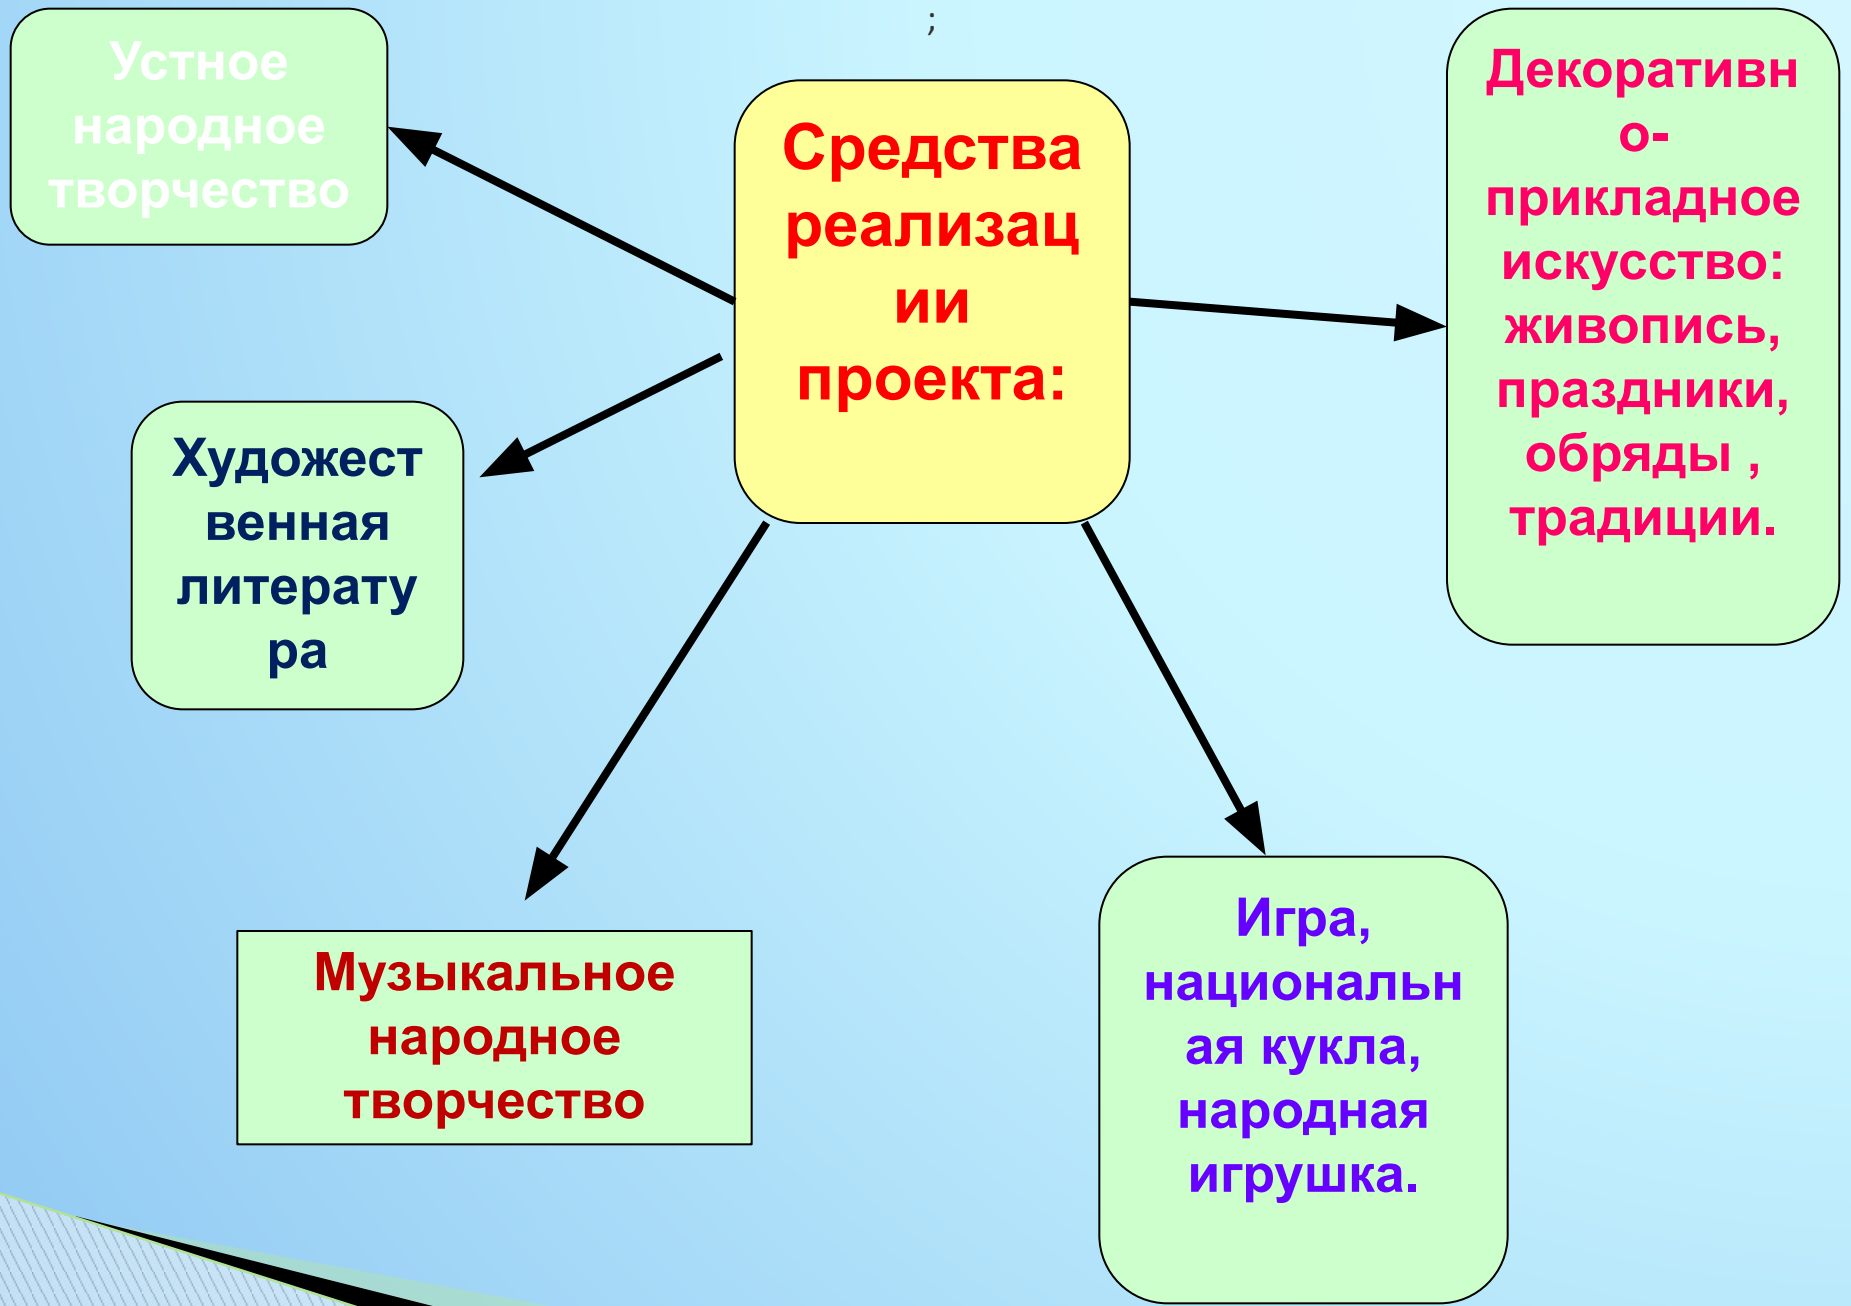 ;
Устное
народное
творчество
Средства
реализац
ии
проекта:
Декоративн
о-
прикладное
искусство:
живопись,
праздники,
обряды ,
традиции.
Художест
венная
литерату
ра
Музыкальное
народное
творчество
Игра,
национальн
ая кукла,
народная
игрушка.